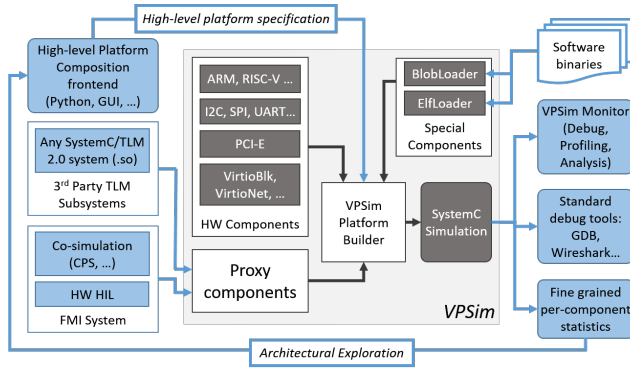 High-level platform specification
High-level Platform
Composition
frontend
(Python, GUI, …)
Any SystemC/TLM
2.0 system (.so)
3rd Party TLM
Subsystems
Co-simulation
(CPS, …)
HW HIL
FMI System
ARM, RISC-V …
I2C, SPI, UART…
PCI-E
VirtioBlk,
VirtioNet, …
HW Components
Proxy
components
BlobLoader
ElfLoader
Special
Components
VPSim
Platform
Builder
SystemC
Simulation
VPSim
Software
binaries
VPSim Monitor
(Debug,
Profiling,
Analysis)
Standard
debug tools:
GDB,
Wireshark…
Fine grained
per-component
statistics
Architectural Exploration